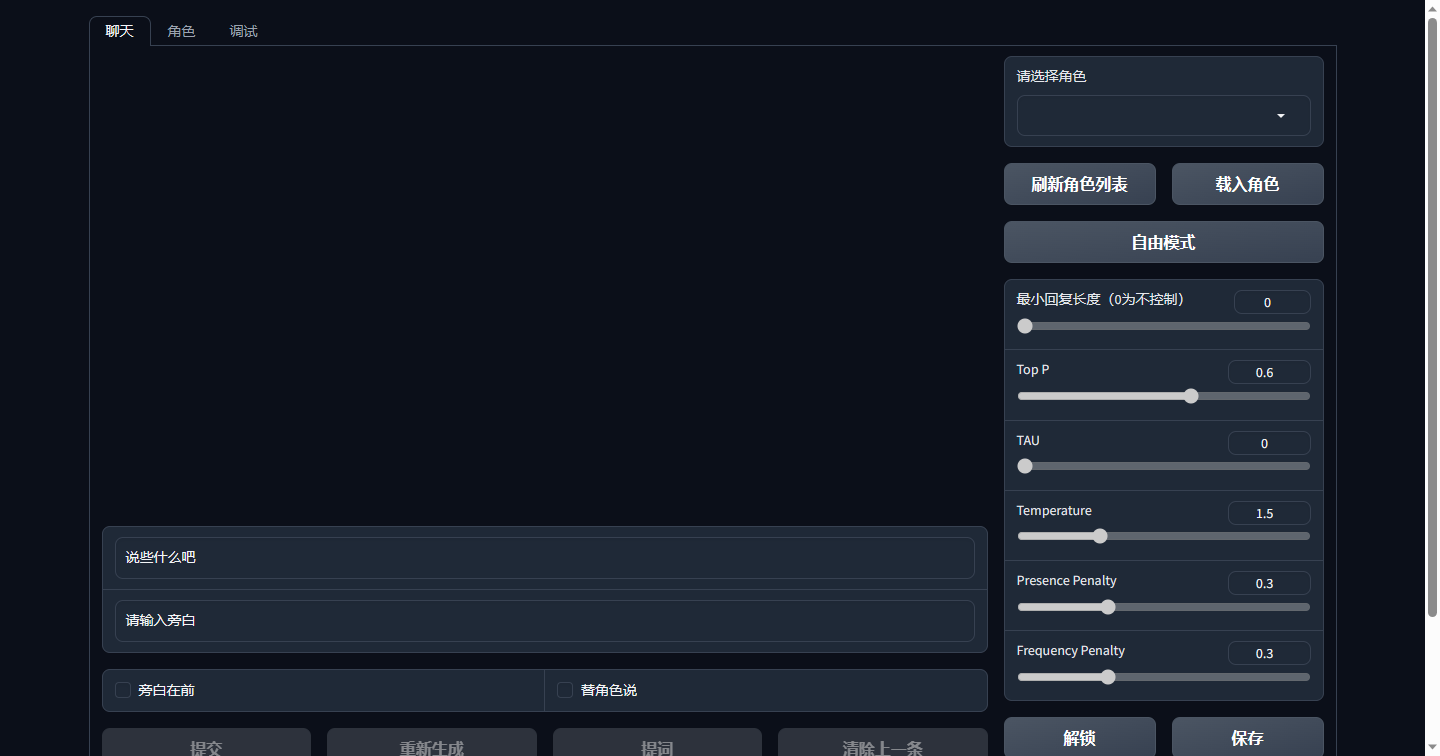 聊天
角色
调试
请选择角色
刷新角色列表
载入角色
自由模式
最小回复长度（0为不控制）
0
Top P
0.6
TAU
0
Temperature
1.5
Presence Penalty
0.3
Frequency Penalty
0.3
说些什么吧
请输入旁白
旁白在前
替角色说
提交
重新生成
提词
清除上一条
解锁
保存